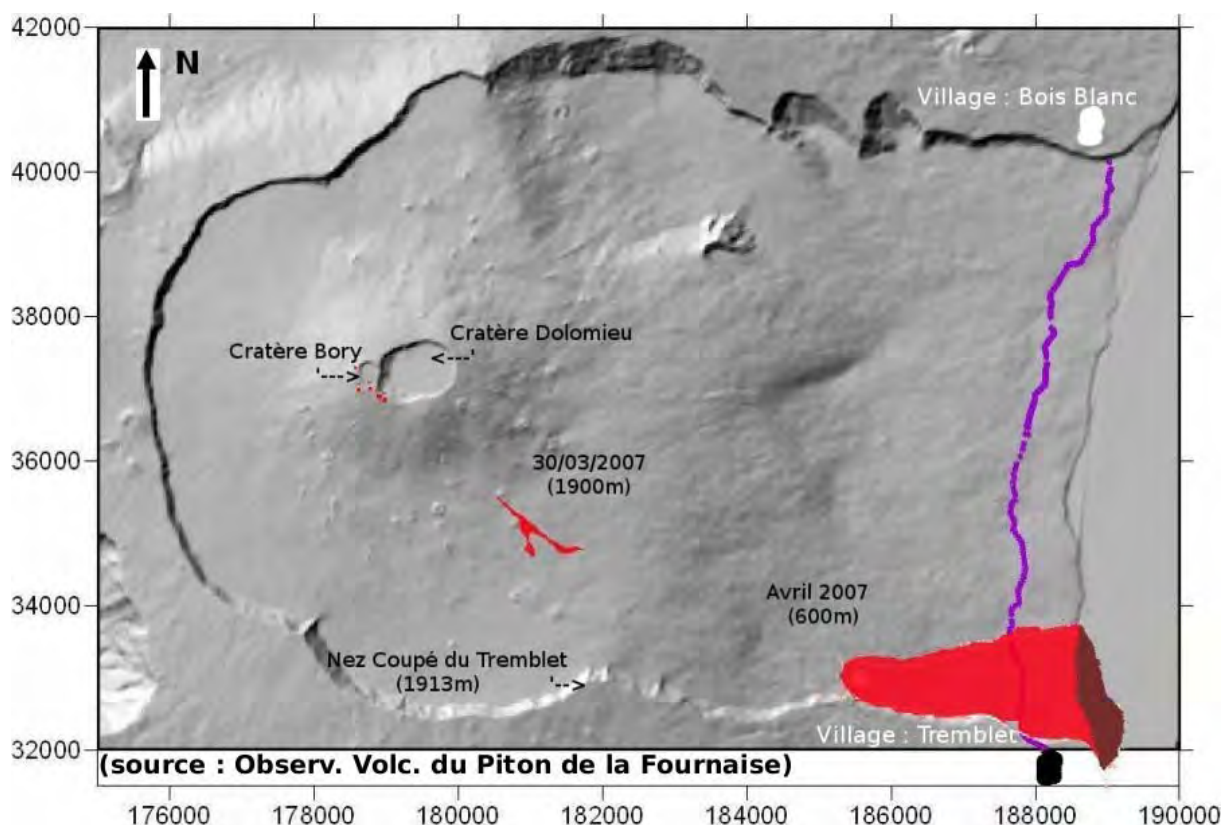 42000
N
Village : Bois Blanc
40000
38000
Cratère Dolomieu
Cratère Bory
36000
30/03/2007
(1900m)
34000
Avril 2007
(600m)
Nez Coupé du Tremblet
(1913m)
Village : Tremblet
32000
(source : Observ. Volc. du Piton de la Fournaise)
176000 178000 180000 182000 184000 186000 188000 190000